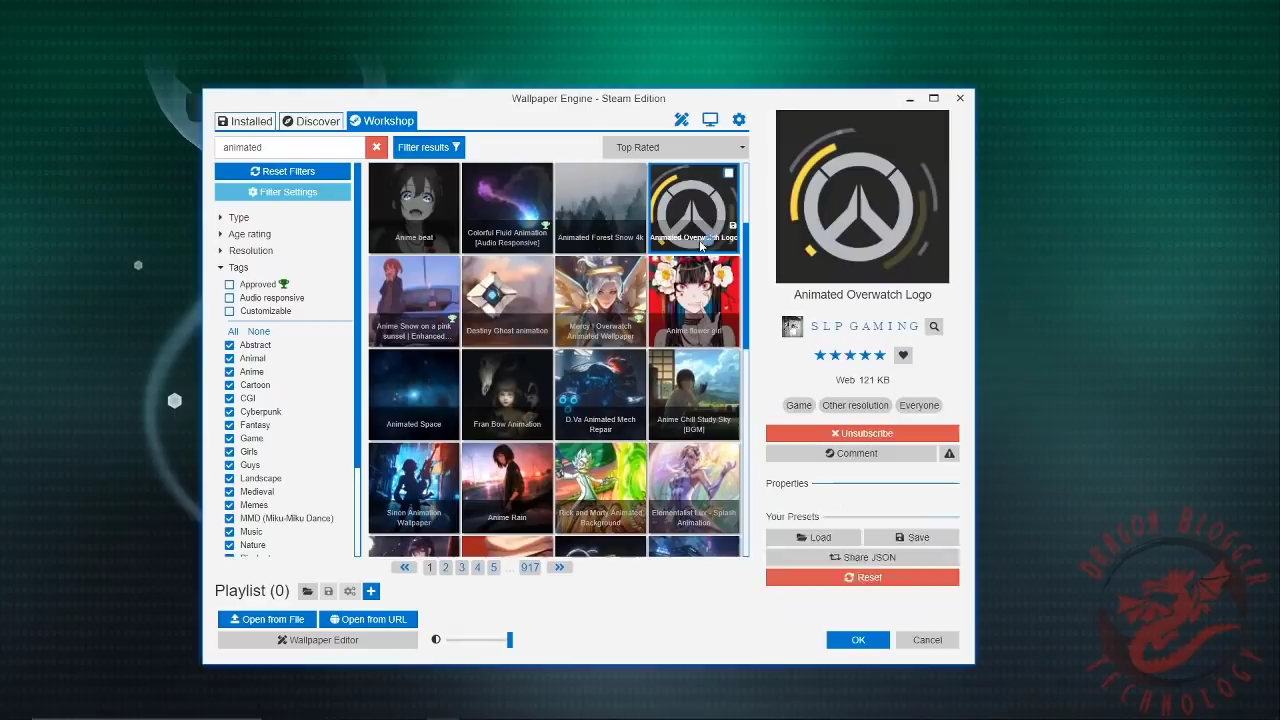 Wallpaper Engine - Steam Edition
Installed
Discover
Workshop
animated
Filter results
Top Rated
Reset Filters
Filter Settings
Type
Age rating
Resolution
Tags
Approved
Audio responsive
Customizable
All None
Abstract
Animal
Anime
Cartoon
CGI
Cyberpunk
Fantasy
Game
Girls
Guys
Landscape
Medieval
Memes
MMD (Miku-Miku Dance)
Music
Nature
Anime beat
Colorful Fluid Animation
[Audio Responsive]
Animated Forest Snow 4k
Animated Overwatch Logo
Anime Snow on a pink
sunset | Enhanced...
Destiny Ghost animation
Mercy | Overwatch
Animated Wallpaper
Anime flower girl
Animated Space
Fran Bow Animation
D.Va Animated Mech
Repair
Anime Chill Study Sky
[BGM]
Sinon Animation
Wallpaper
Anime Rain
Rick and Morty Animated
Background
Elementalist Lux - Splash
Animation
1 2 3 4 5 ... 917
Playlist (0)
Open from File
Open from URL
Wallpaper Editor
Animated Overwatch Logo
SLP GAMING
Web 121 KB
Game
Other resolution
Everyone
Unsubscribe
Comment
Properties
Your Presets
Load
Save
Share JSON
Reset
OK
Cancel
DRAGON BLOGGER
TECHNOLOGY